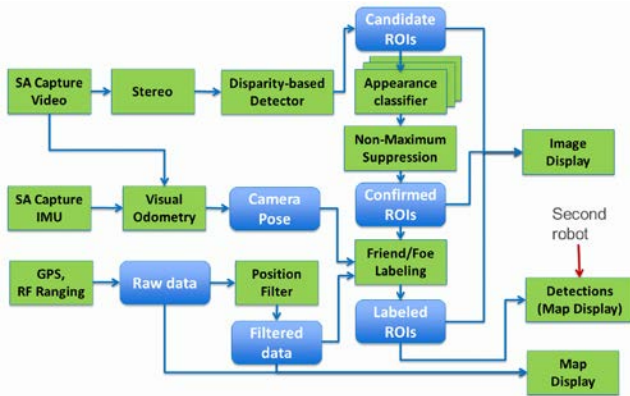 Candidate
ROIs
SA Capture
Video
Stereo
Disparity-based
Detector
Appearance
classifier
Non-Maximum
Suppression
Image
Display
SA Capture
IMU
Visual
Odometry
Camera
Pose
Confirmed
ROIs
Second
robot
GPS,
RF Ranging
Raw data
Position
Filter
Friend/Foe
Labeling
Detections
(Map Display)
Filtered
data
Labeled
ROIs
Map
Display